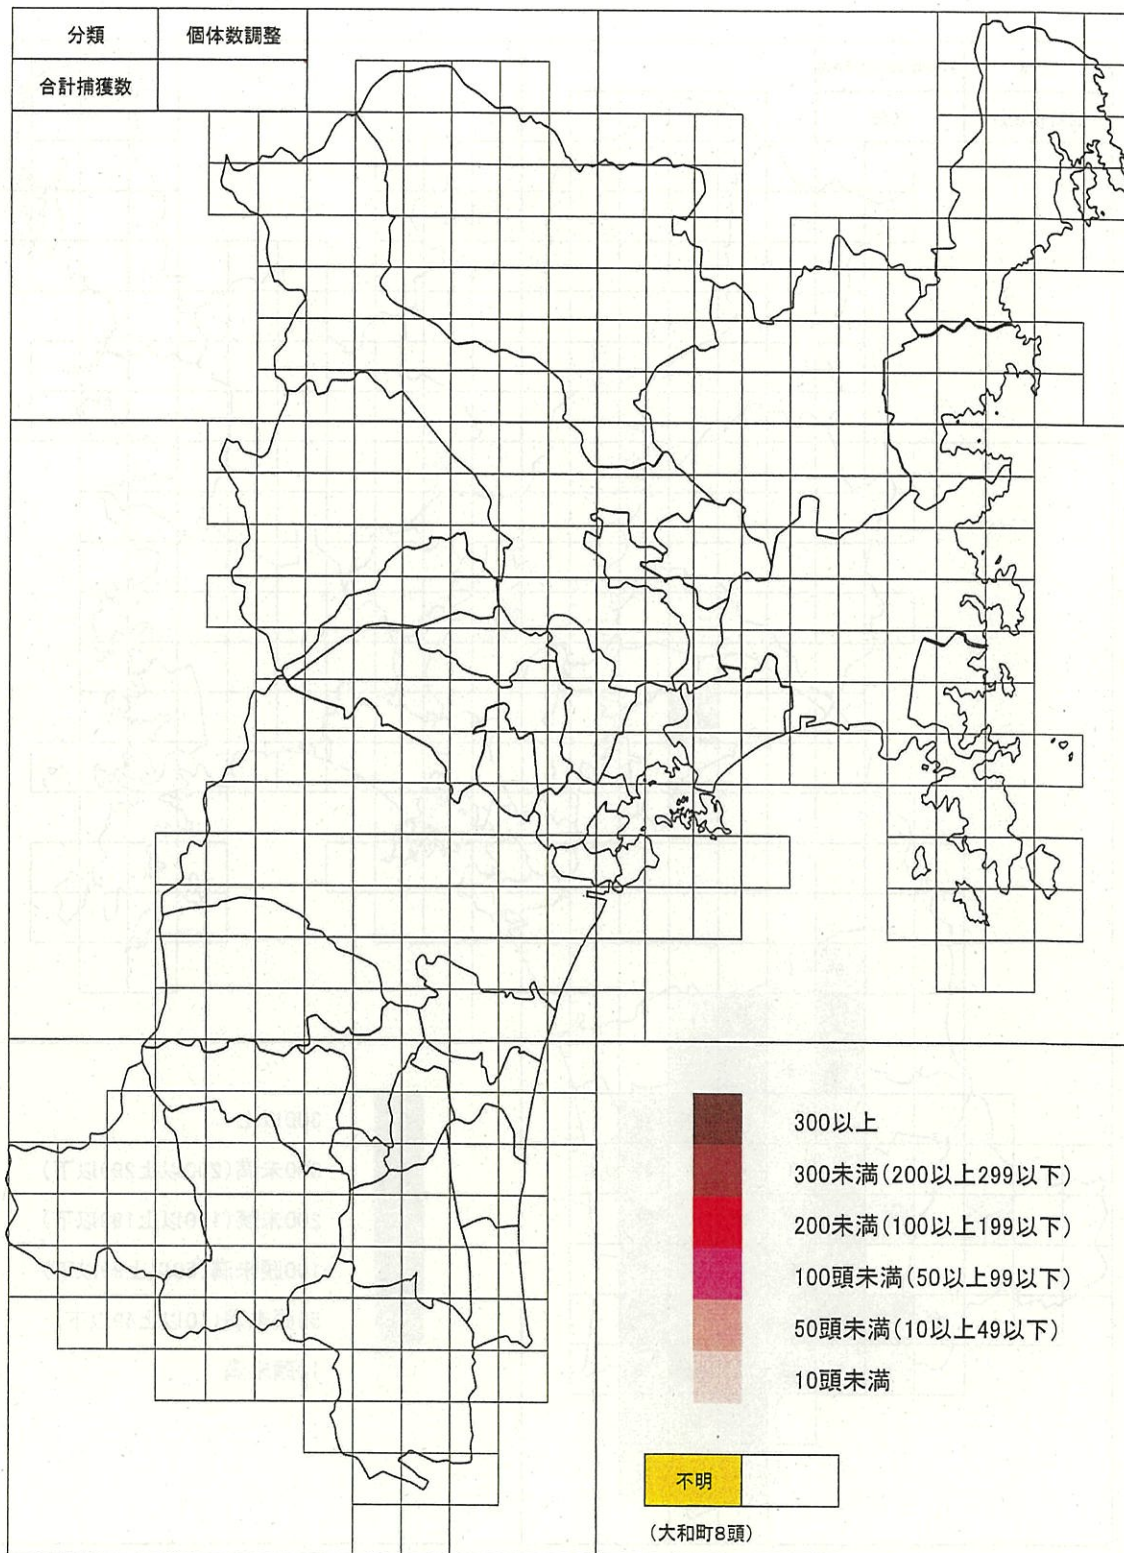 分類 個体数調整
合計捕獲数
300以上
300未満(200以上299以下)
200未満(100以上199以下)
100頭未満(50以上99以下)
50頭未満(10以上49以下)
10頭未満
不明
(大和町8頭)